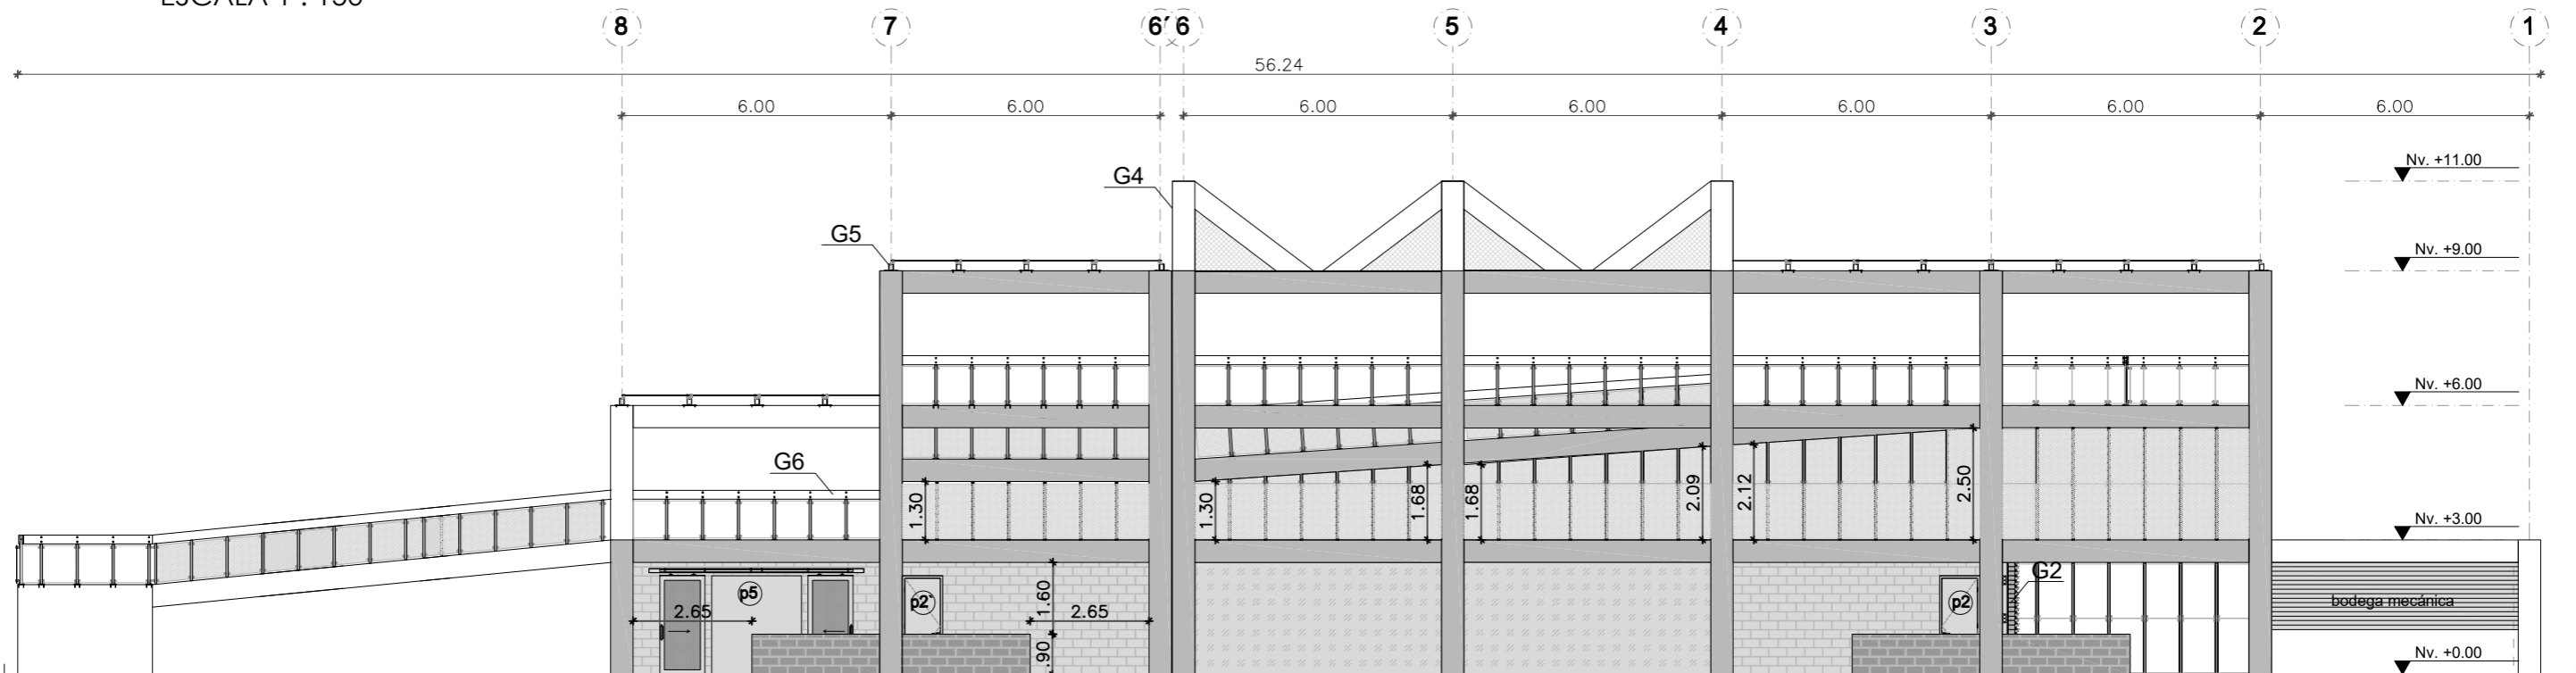 ESCALA 1 : 150
8 7 6' 6 5 4 3 2 1
56.24
6.00 6.00 6.00 6.00 6.00 6.00 6.00
Nv. +11.00
G4
G5
Nv. +9.00
Nv. +6.00
G6
1.30 1.30 1.68 1.68 2.09 2.12 2.50
Nv. +3.00
G2
p5 p2' p2
2.65 1.60 2.65
bodega mecánica
.90
Nv. +0.00